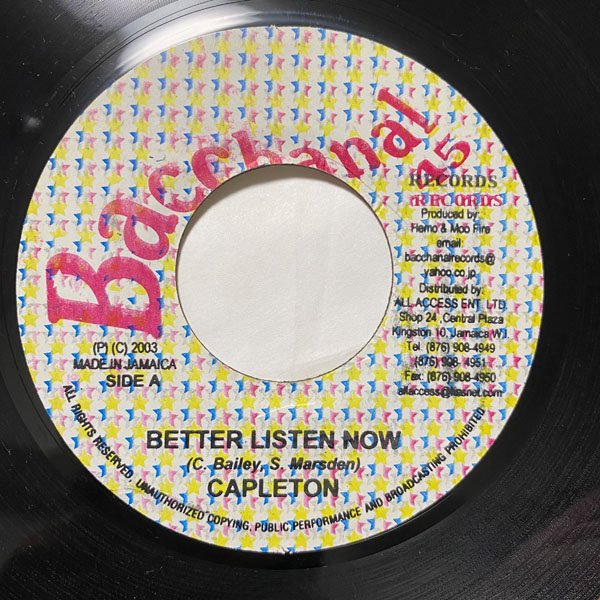 Bacchanal 45
RECORDS
RECORDS
Produced by:
Hemo & Moo Fire
email:
bacchanalrecords@
yahoo.co.jp
Distributed by:
ALL ACCESS ENT. LTD.
Shop 24 ,Central Plaza
Kingston 10, Jamaica W.I.
Tel: (876) 908-4949
(876) 908- 4951
Fax: (876) 908-4950
(P) (C) 2003
MADE IN JAMAICA
SIDE A
BETTER LISTEN NOW
(C. Bailey, S. Marsden)
CAPLETON
ALL RIGHTS RESERVED. UNAUTHORIZED COPYING, PUBLIC PERFORMANCE AND BROADCASTING PROHIBITED.